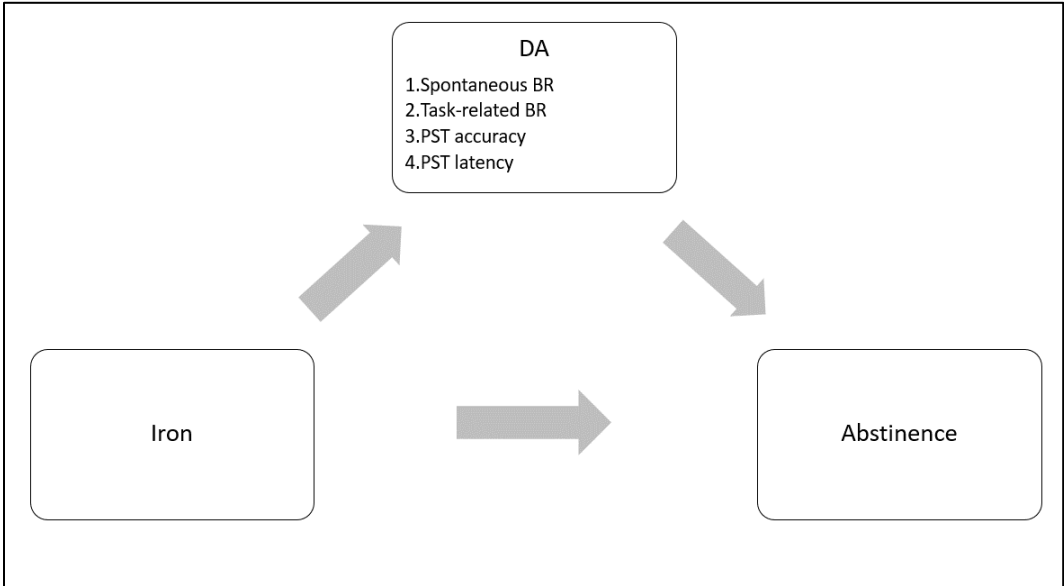 DA
1.Spontaneous BR
2.Task-related BR
3.PST accuracy
4.PST latency
Iron
Abstinence